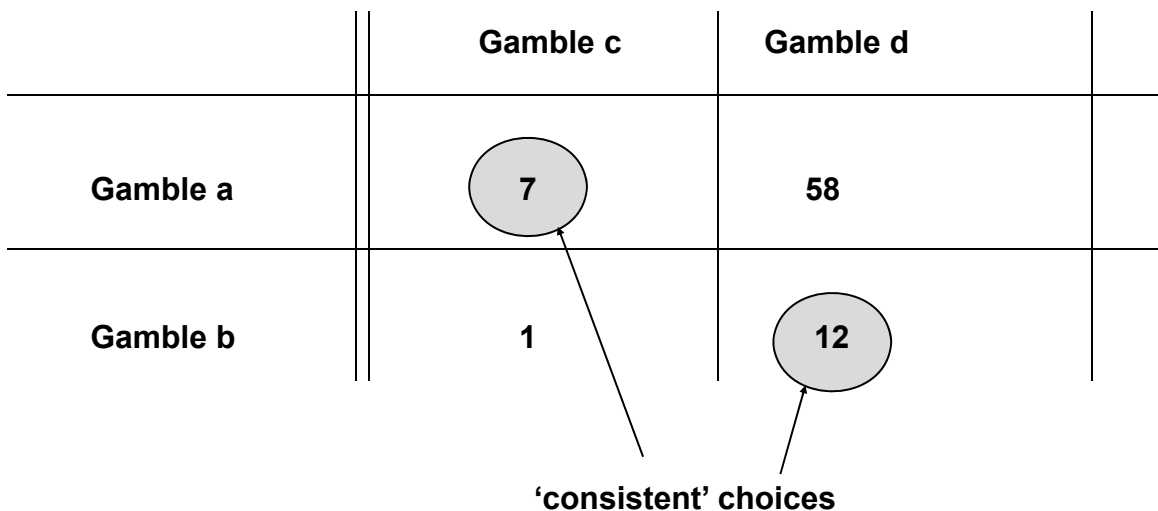 Gamble c Gamble d
Gamble a 7 58
Gamble b 1 12
‘consistent’ choices